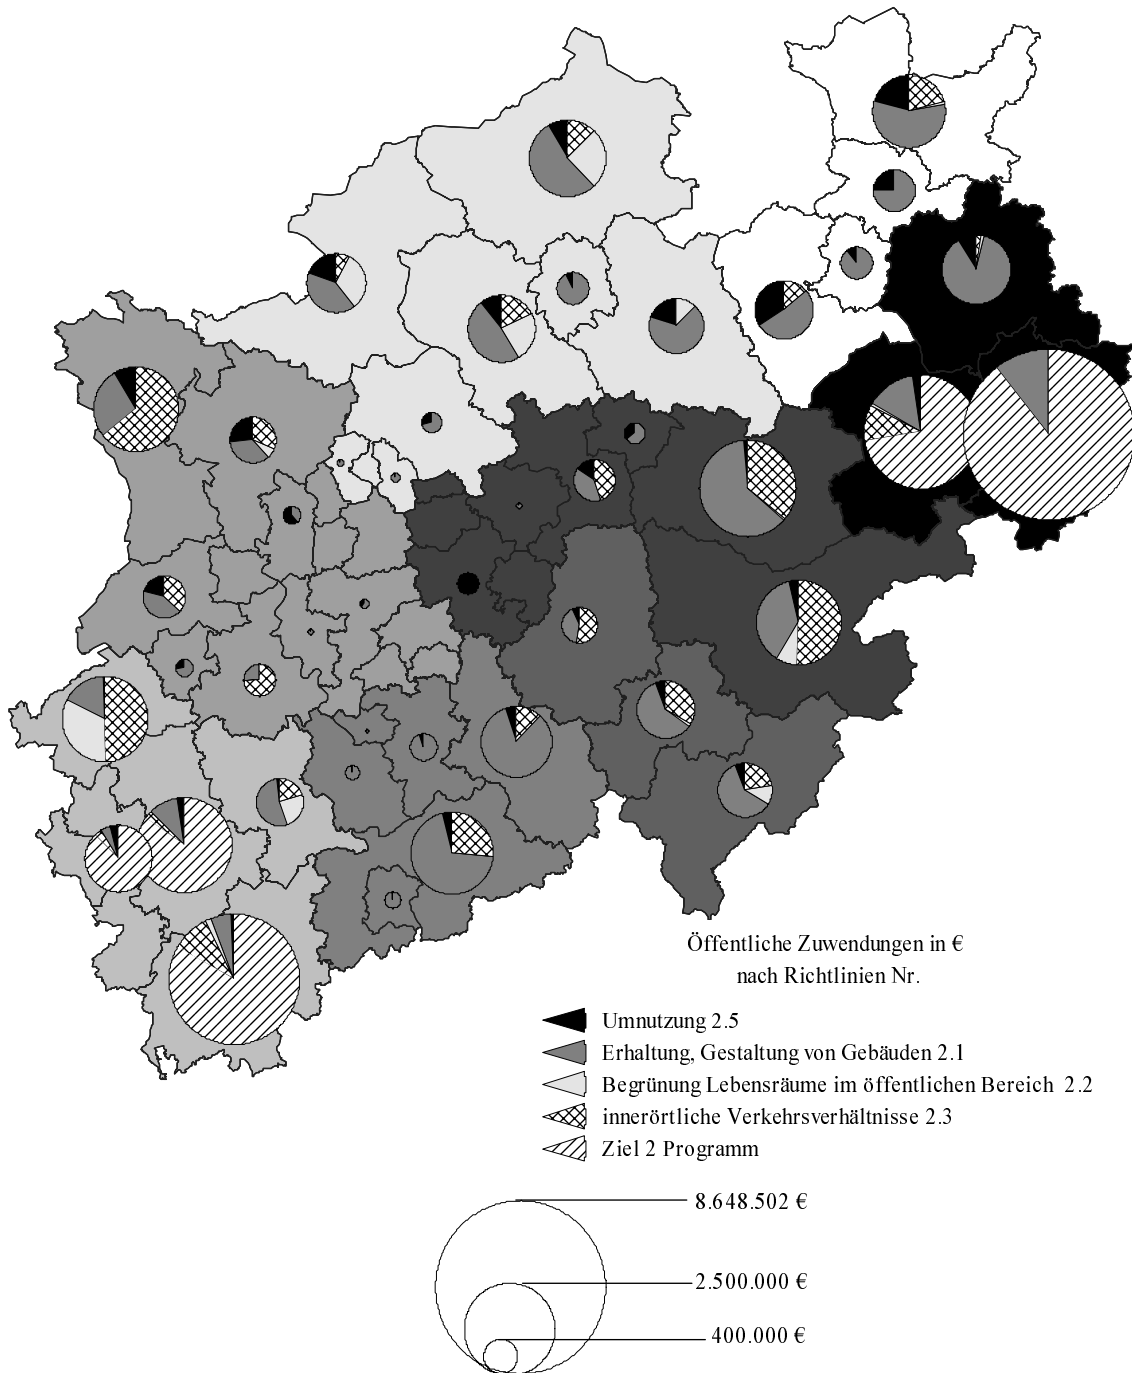 Öffentliche Zuwendungen in €
nach Richtlinien Nr.
Umnutzung 2.5
Erhaltung, Gestaltung von Gebäuden 2.1
Begrünung Lebensräume im öffentlichen Bereich 2.2
innerörtliche Verkehrsverhältnisse 2.3
Ziel 2 Programm
8.648.502 €
2.500.000 €
400.000 €